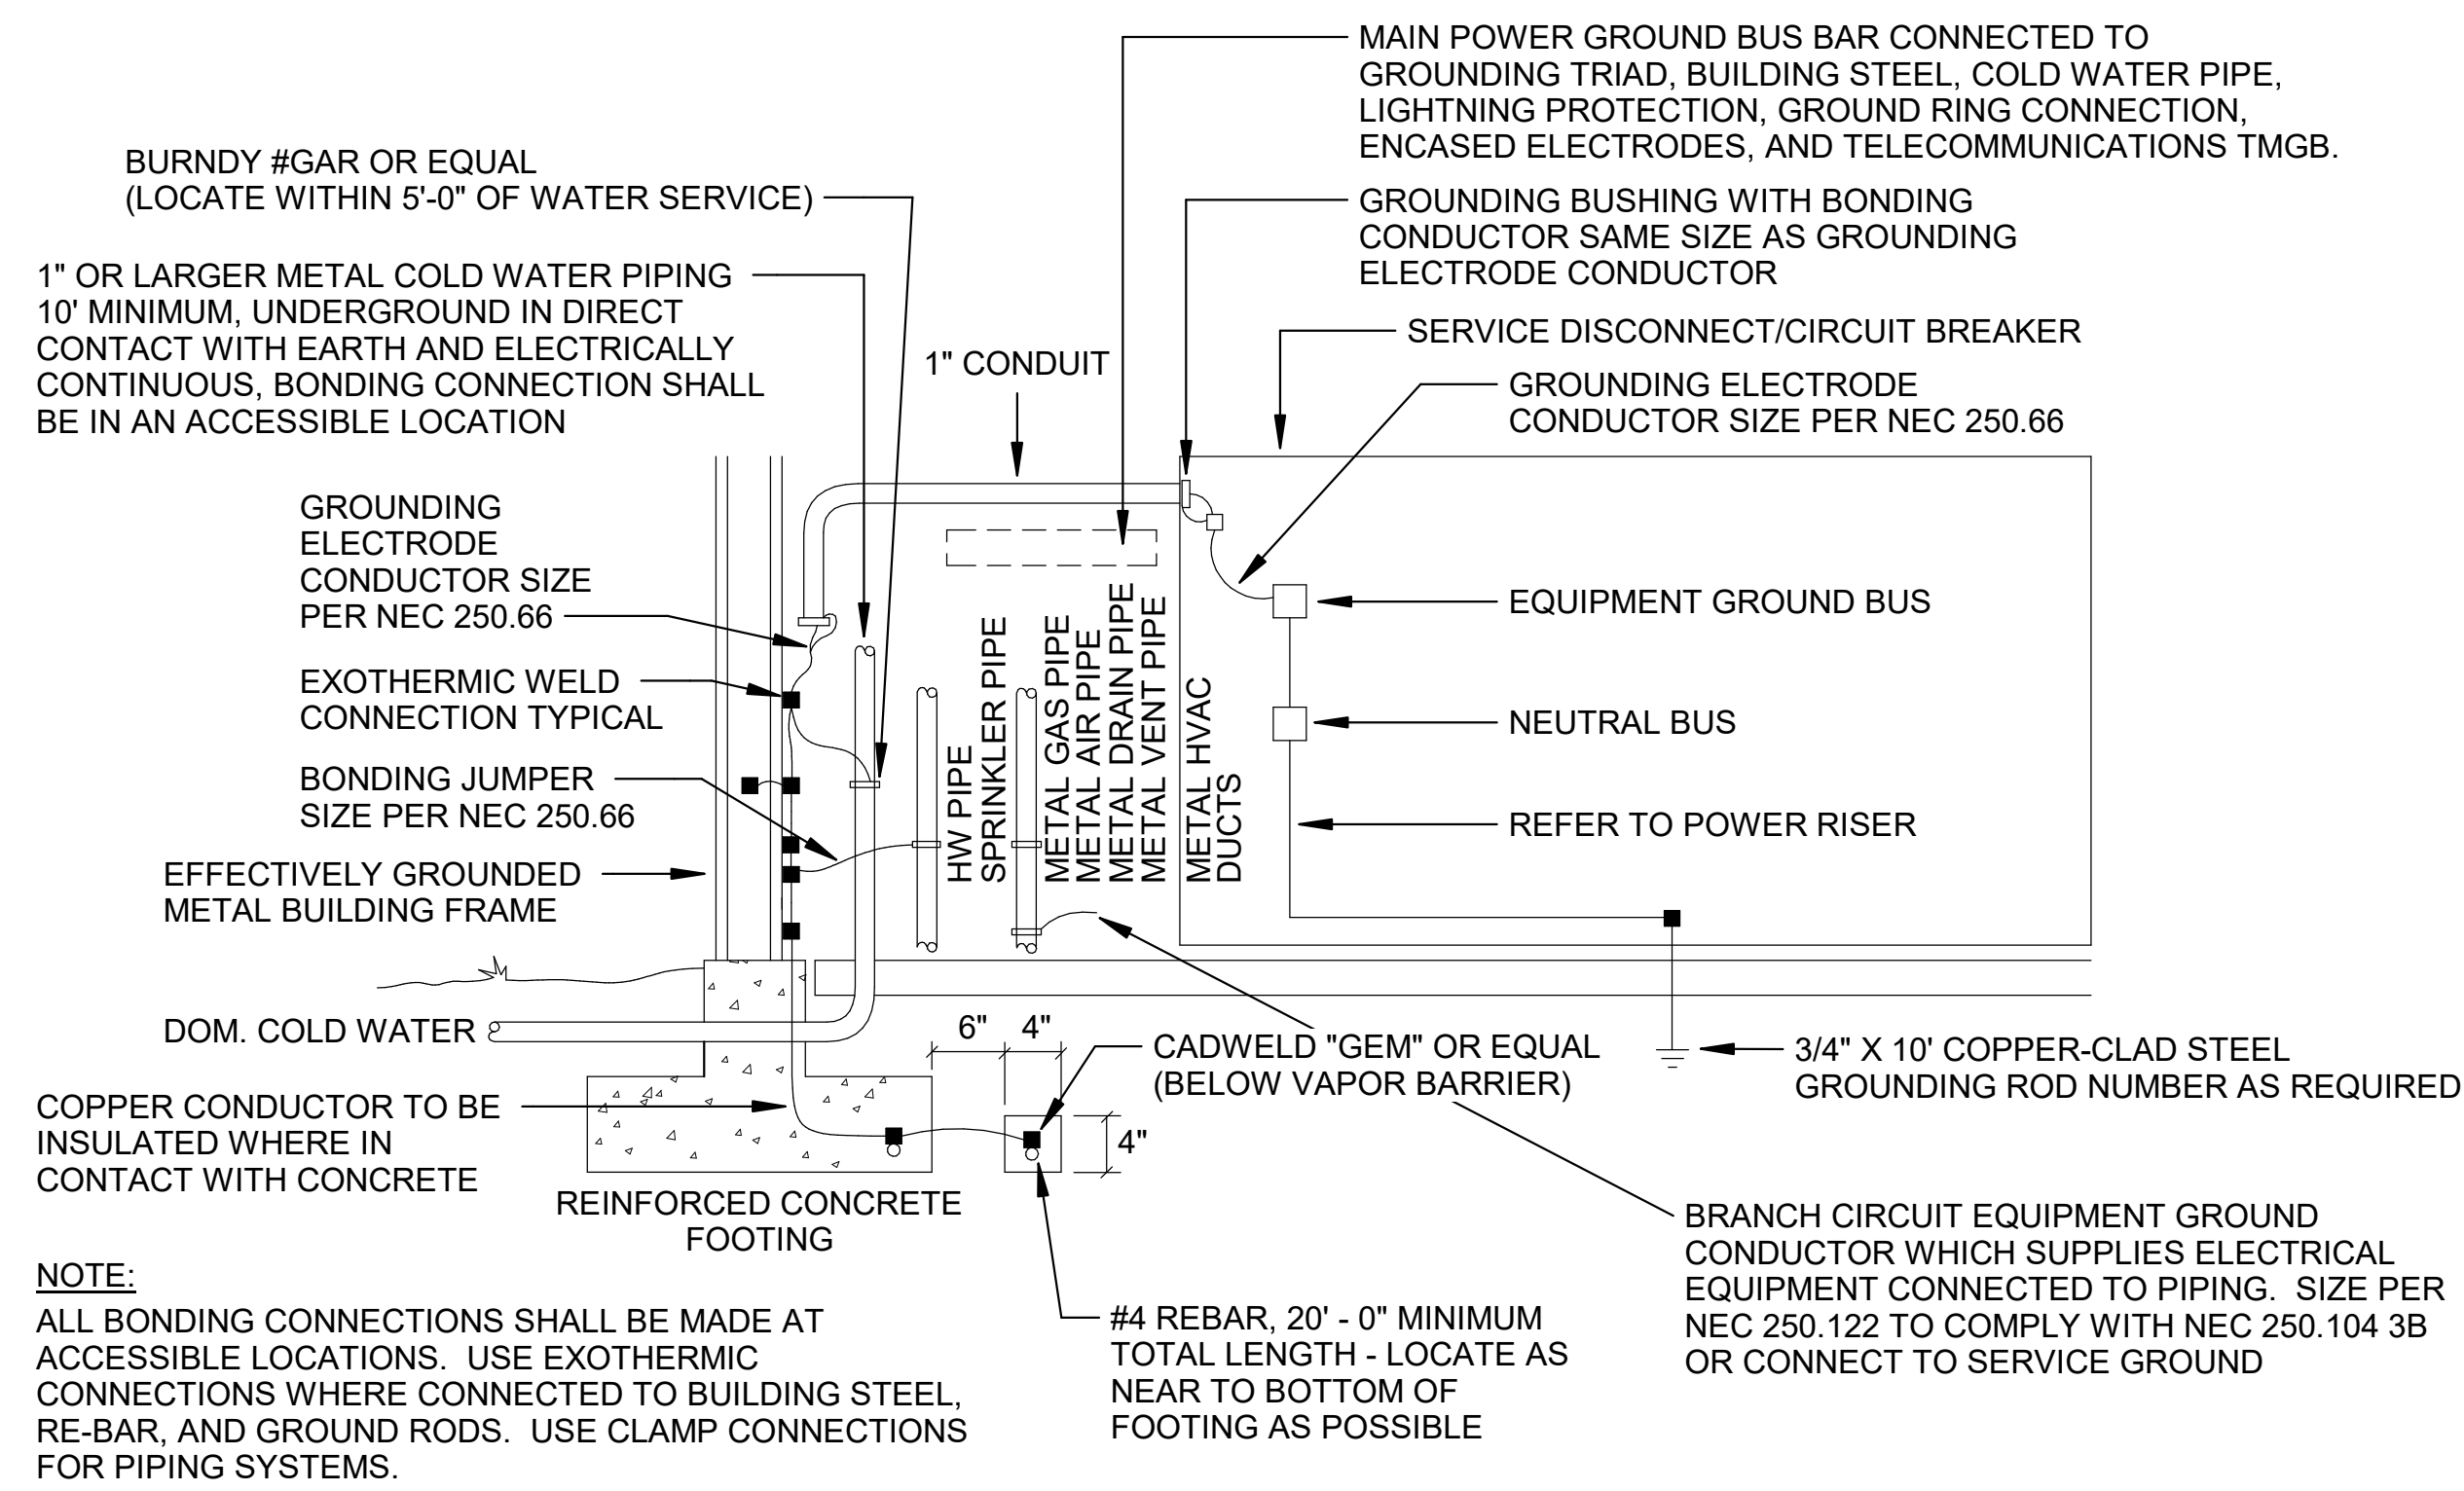 MAIN POWER GROUND BUS BAR CONNECTED TO
GROUNDING TRIAD, BUILDING STEEL, COLD WATER PIPE,
LIGHTNING PROTECTION, GROUND RING CONNECTION,
ENCASED ELECTRODES, AND TELECOMMUNICATIONS TMGB.
BURNDY #GAR OR EQUAL
(LOCATE WITHIN 5'-0" OF WATER SERVICE)
GROUNDING BUSHING WITH BONDING
CONDUCTOR SAME SIZE AS GROUNDING
ELECTRODE CONDUCTOR
1" OR LARGER METAL COLD WATER PIPING
10' MINIMUM, UNDERGROUND IN DIRECT
CONTACT WITH EARTH AND ELECTRICALLY
CONTINUOUS, BONDING CONNECTION SHALL
BE IN AN ACCESSIBLE LOCATION
1" CONDUIT
SERVICE DISCONNECT/CIRCUIT BREAKER
GROUNDING ELECTRODE
CONDUCTOR SIZE PER NEC 250.66
GROUNDING
ELECTRODE
CONDUCTOR SIZE
PER NEC 250.66
EXOTHERMIC WELD
CONNECTION TYPICAL
BONDING JUMPER
SIZE PER NEC 250.66
EFFECTIVELY GROUNDED
METAL BUILDING FRAME
HW PIPE
SPRINKLER PIPE
METAL GAS PIPE
METAL AIR PIPE
METAL DRAIN PIPE
METAL VENT PIPE
METAL HVAC
DUCTS
EQUIPMENT GROUND BUS
NEUTRAL BUS
REFER TO POWER RISER
DOM. COLD WATER
6"
4"
4"
CADWELD "GEM" OR EQUAL
(BELOW VAPOR BARRIER)
3/4" X 10' COPPER-CLAD STEEL
GROUNDING ROD NUMBER AS REQUIRED
COPPER CONDUCTOR TO BE
INSULATED WHERE IN
CONTACT WITH CONCRETE
REINFORCED CONCRETE
FOOTING
BRANCH CIRCUIT EQUIPMENT GROUND
CONDUCTOR WHICH SUPPLIES ELECTRICAL
EQUIPMENT CONNECTED TO PIPING. SIZE PER
NEC 250.122 TO COMPLY WITH NEC 250.104 3B
OR CONNECT TO SERVICE GROUND
#4 REBAR, 20' - 0" MINIMUM
TOTAL LENGTH - LOCATE AS
NEAR TO BOTTOM OF
FOOTING AS POSSIBLE
NOTE:
ALL BONDING CONNECTIONS SHALL BE MADE AT
ACCESSIBLE LOCATIONS. USE EXOTHERMIC
CONNECTIONS WHERE CONNECTED TO BUILDING STEEL,
RE-BAR, AND GROUND RODS. USE CLAMP CONNECTIONS
FOR PIPING SYSTEMS.